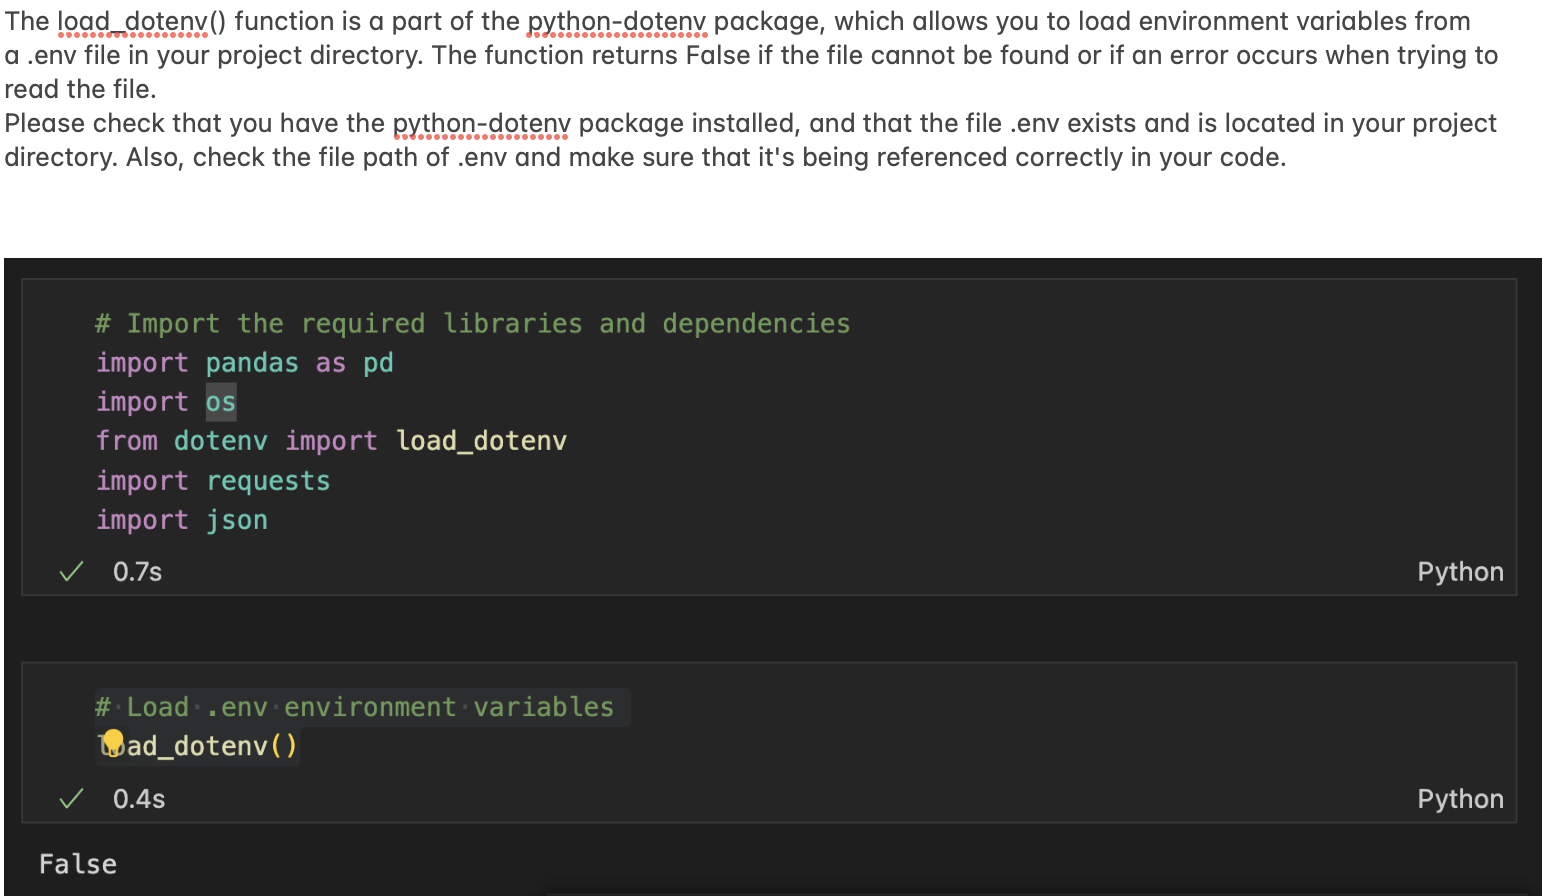 The load_dotenv() function is a part of the python-dotenv package, which allows you to load environment variables from
a .env file in your project directory. The function returns False if the file cannot be found or if an error occurs when trying to
read the file.
Please check that you have the python-dotenv package installed, and that the file .env exists and is located in your project
directory. Also, check the file path of .env and make sure that it's being referenced correctly in your code.
# Import the required libraries and dependencies
import pandas as pd
import os
from dotenv import load_dotenv
import requests
import json
0.7s Python
# Load .env environment variables
load_dotenv()
0.4s Python
False